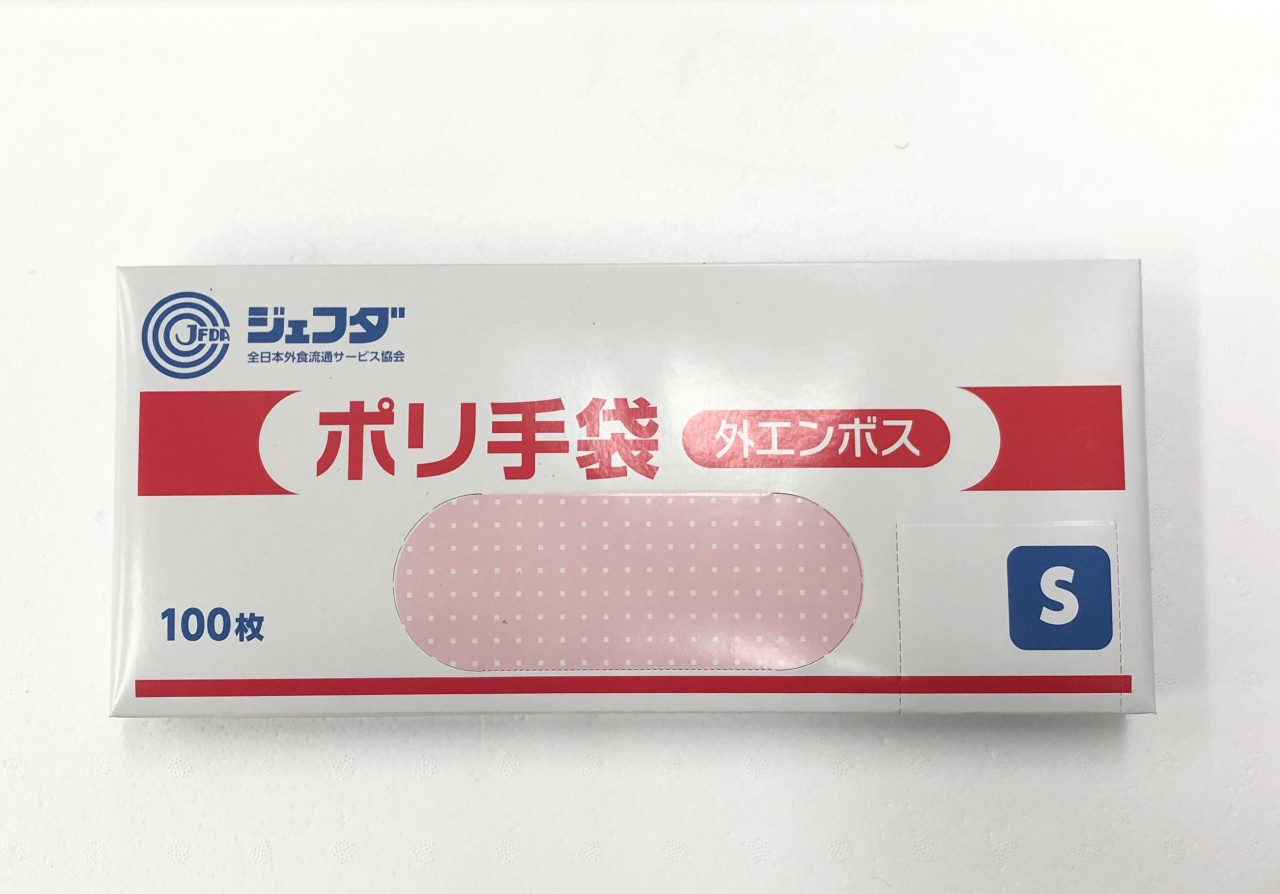 JFDA
ジェフダ
全日本外食流通サービス協会
ポリ手袋
外エンボス
100枚
S